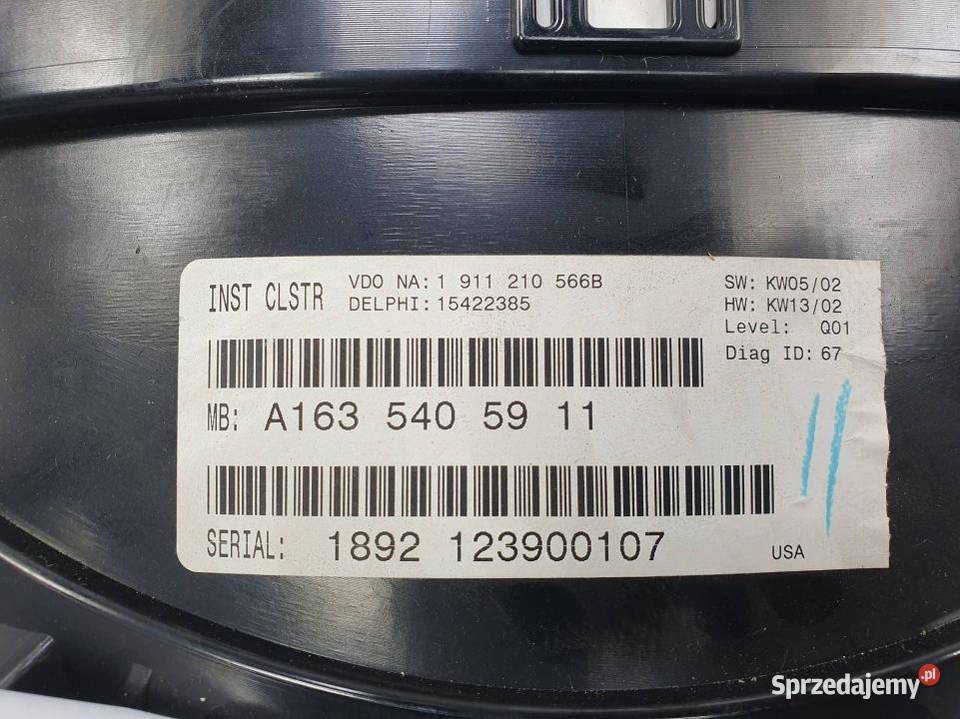 INST CLSTR
VDO NA: 1 911 210 566B
DELPHI: 15422385
SW: KW05/02
HW: KW13/02
Level: Q01
Diag ID: 67
MB: A163 540 59 11
SERIAL: 1892 123900107
USA
Sprzedajemy.pl